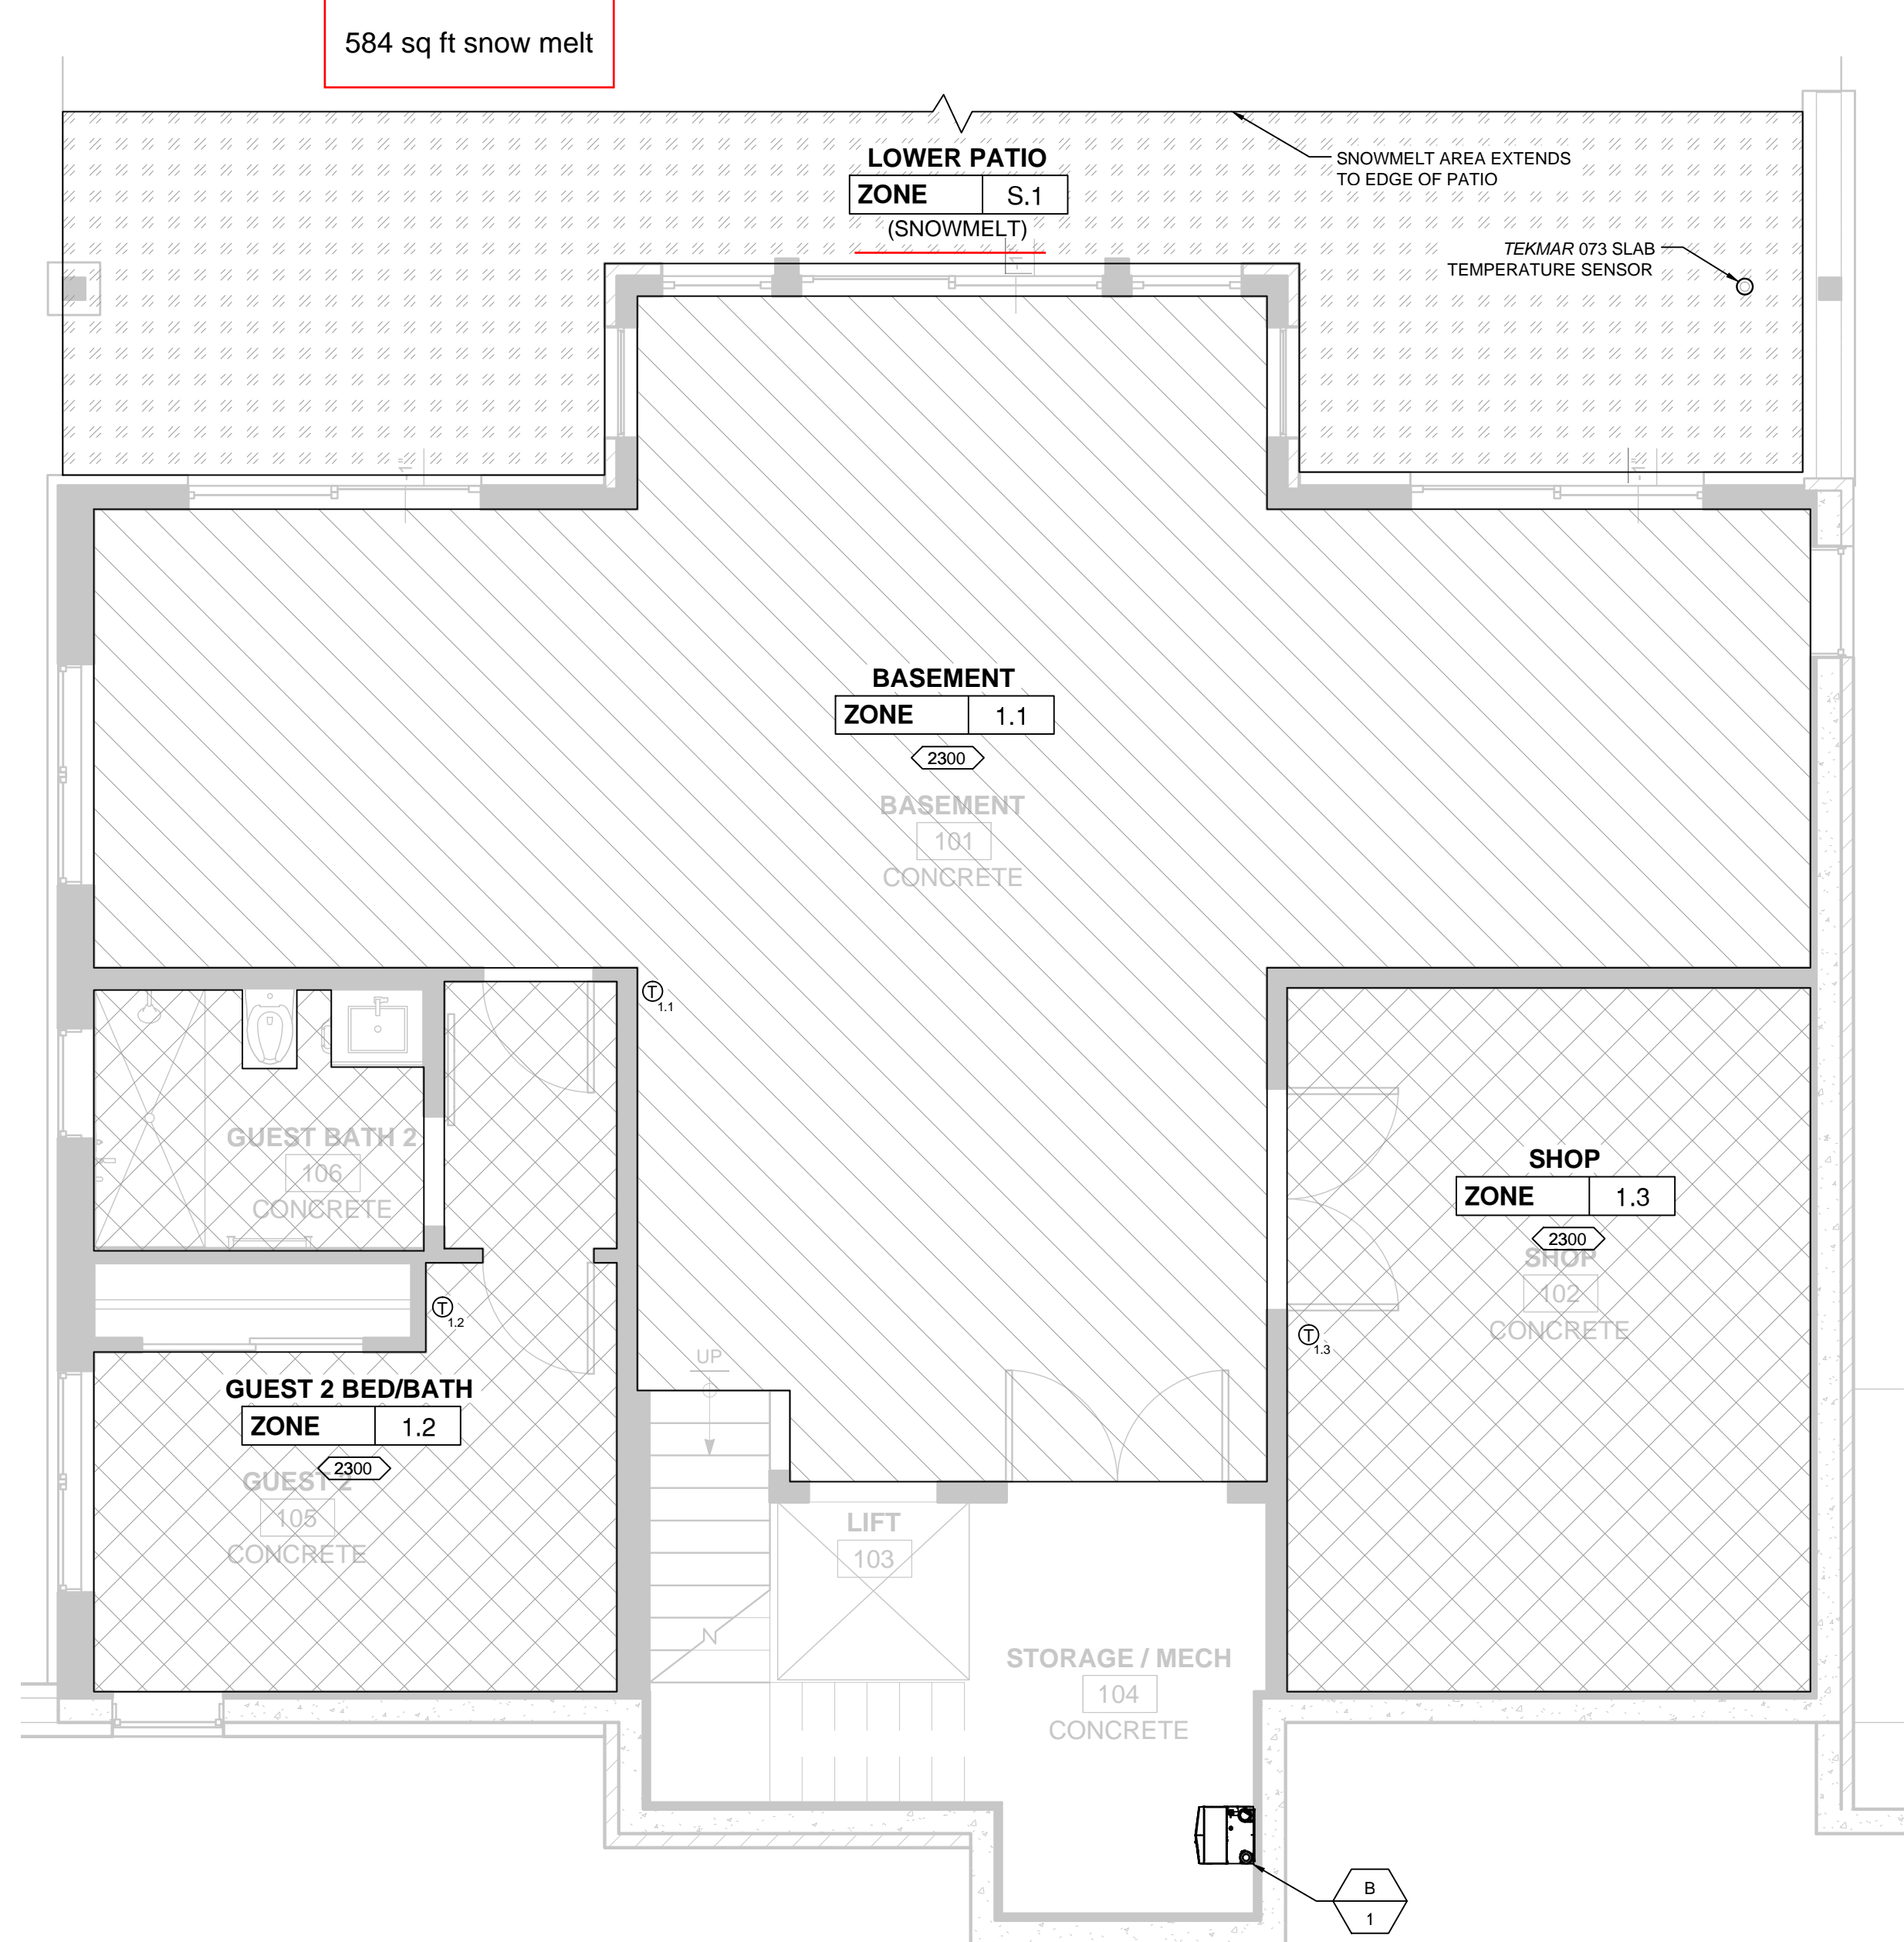 584 sq ft snow melt
LOWER PATIO
ZONE S.1
(SNOWMELT)
SNOWMELT AREA EXTENDS
TO EDGE OF PATIO
TEKMAR 073 SLAB
TEMPERATURE SENSOR
BASEMENT
ZONE 1.1
2300
BASEMENT
101
CONCRETE
T 1.1
GUEST BATH 2
106
CONCRETE
SHOP
ZONE 1.3
2300
SHOP
102
CONCRETE
T 1.2
T 1.3
UP
GUEST 2 BED/BATH
ZONE 1.2
2300
GUEST 2
105
CONCRETE
LIFT
103
N
STORAGE / MECH
104
CONCRETE
B
1